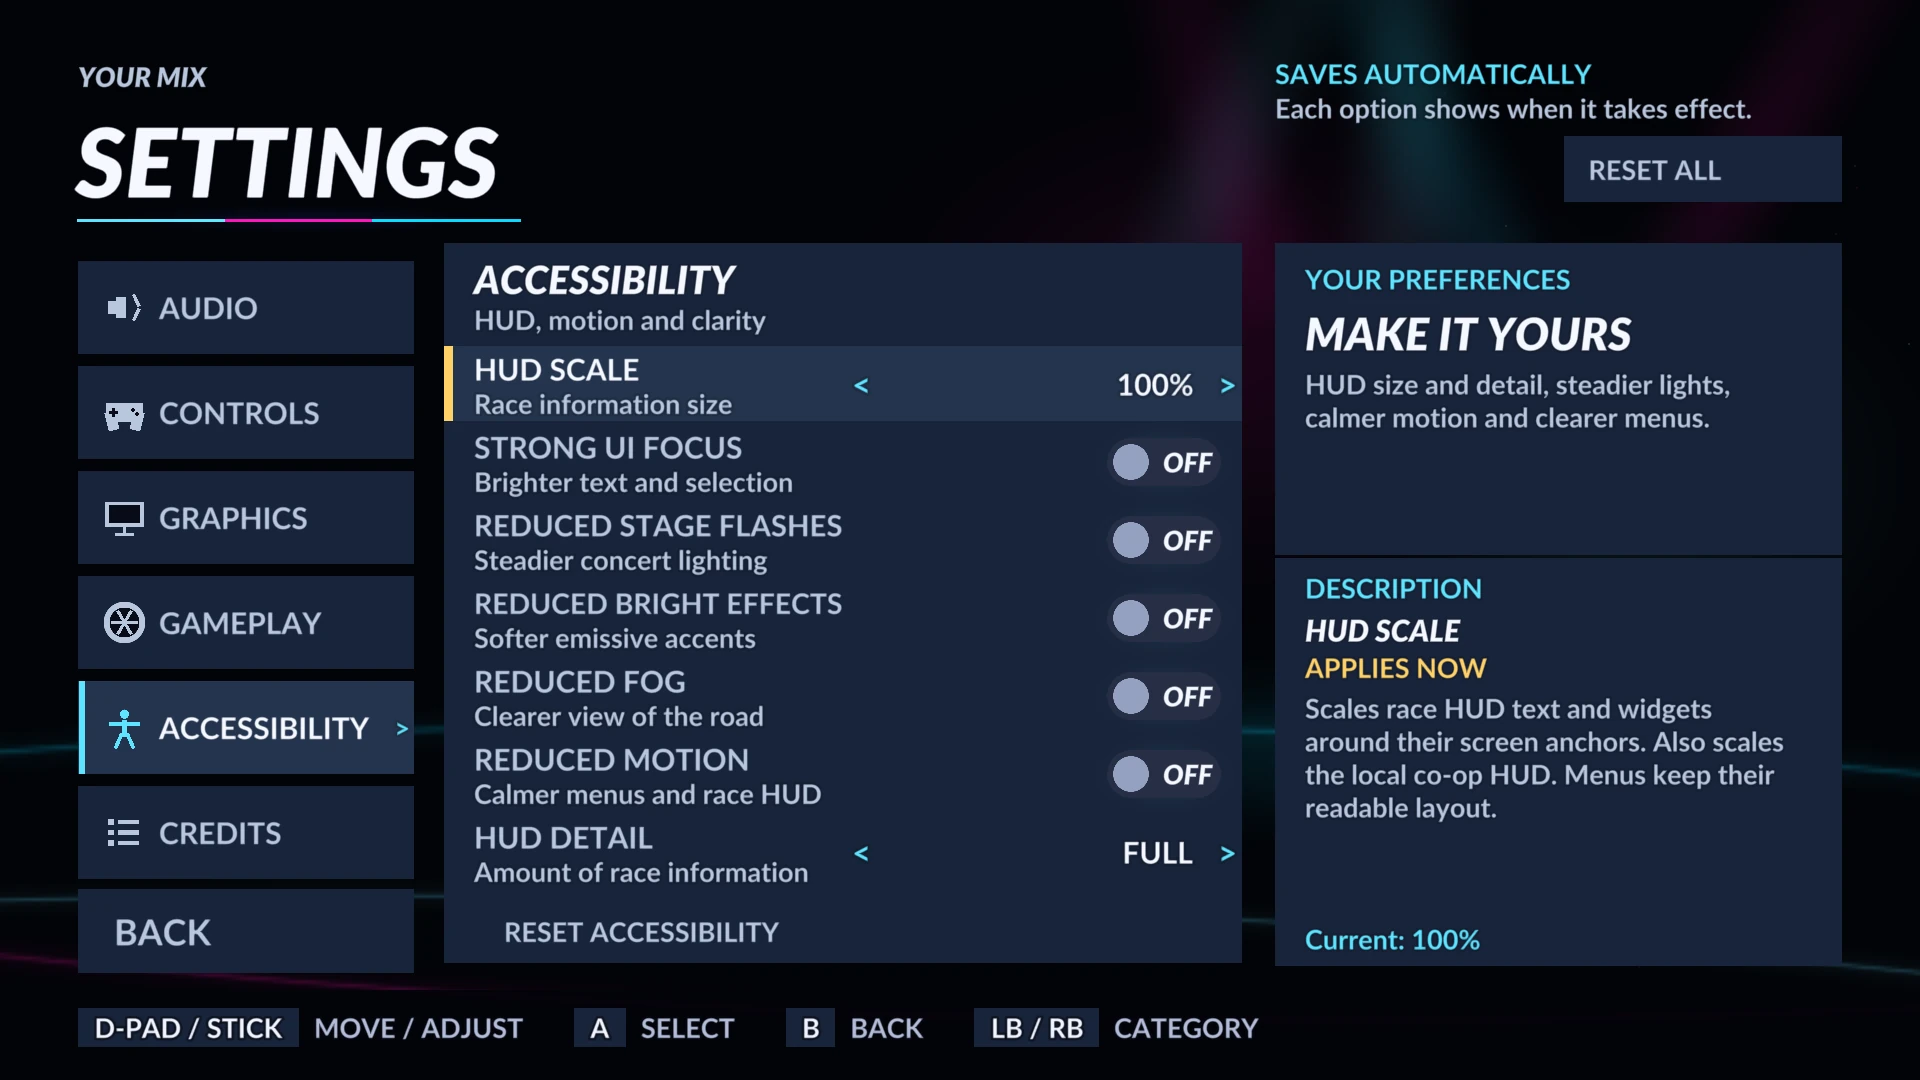 YOUR MIX
SETTINGS
SAVES AUTOMATICALLY
Each option shows when it takes effect.
RESET ALL
AUDIO
CONTROLS
GRAPHICS
GAMEPLAY
ACCESSIBILITY >
CREDITS
BACK
ACCESSIBILITY
HUD, motion and clarity
HUD SCALE
Race information size
< 100% >
STRONG UI FOCUS
Brighter text and selection
OFF
REDUCED STAGE FLASHES
Steadier concert lighting
OFF
REDUCED BRIGHT EFFECTS
Softer emissive accents
OFF
REDUCED FOG
Clearer view of the road
OFF
REDUCED MOTION
Calmer menus and race HUD
OFF
HUD DETAIL
Amount of race information
< FULL >
RESET ACCESSIBILITY
YOUR PREFERENCES
MAKE IT YOURS
HUD size and detail, steadier lights,
calmer motion and clearer menus.
DESCRIPTION
HUD SCALE
APPLIES NOW
Scales race HUD text and widgets
around their screen anchors. Also scales
the local co-op HUD. Menus keep their
readable layout.
Current: 100%
D-PAD / STICK MOVE / ADJUST A SELECT B BACK LB / RB CATEGORY